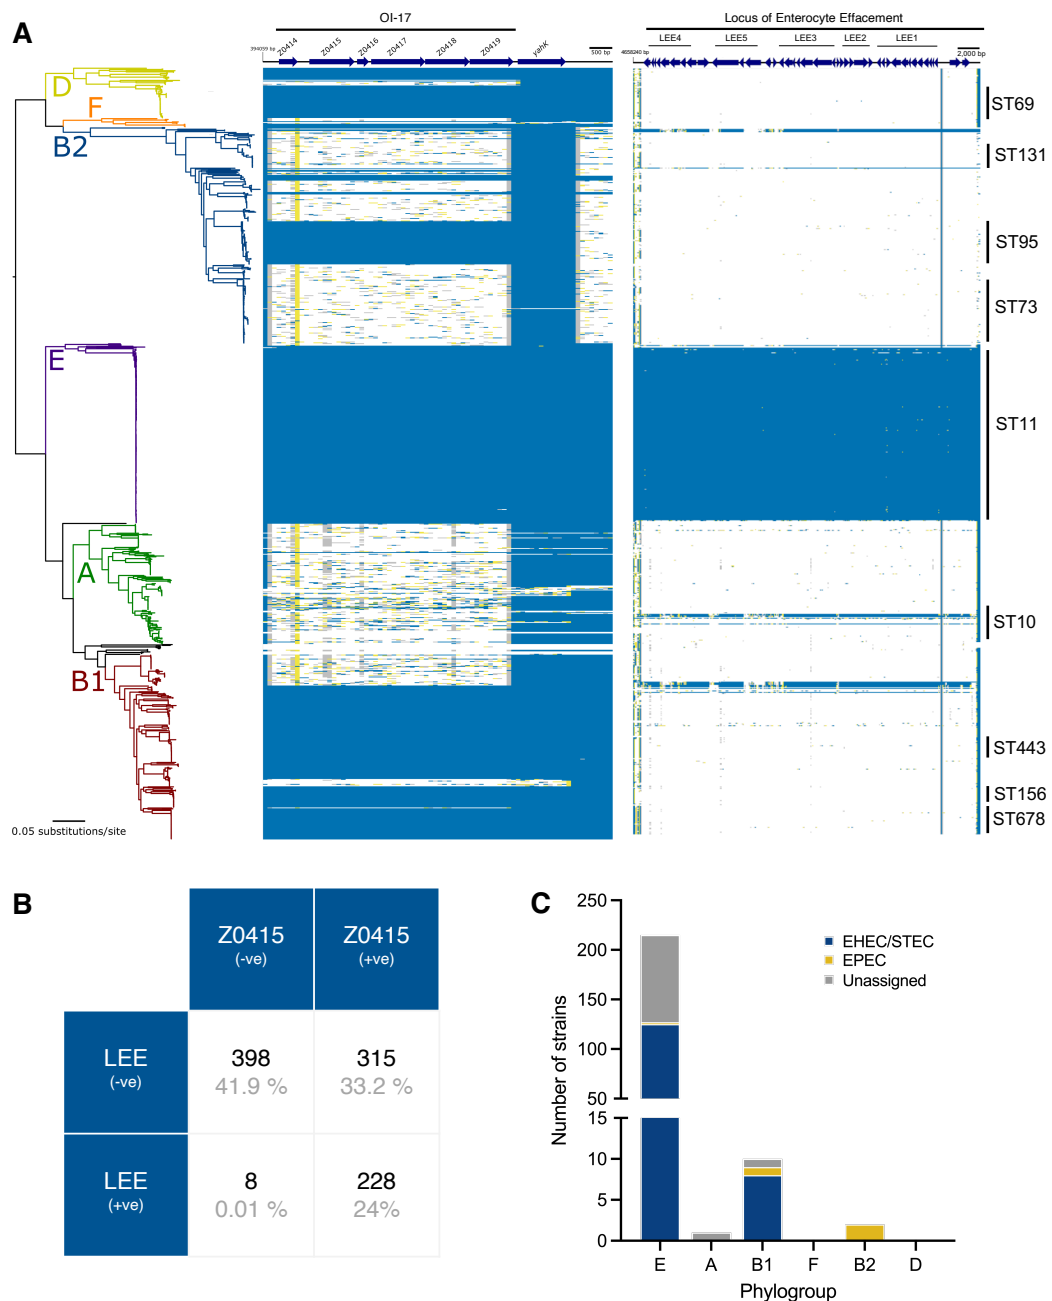 A
OI-17
Locus of Enterocyte Effacement
Z0414
Z0415
Z0416
Z0417
Z0418
Z0419
yahK
394059 bp
500 bp
LEE4
LEE5
LEE3
LEE2
LEE1
4656240 bp
2,000 bp
D
F
B2
E
A
B1
0.05 substitutions/site
ST69
ST131
ST95
ST73
ST11
ST10
ST443
ST156
ST678
B
Z0415
(-ve)
Z0415
(+ve)
LEE
(-ve)
398
41.9 %
315
33.2 %
LEE
(+ve)
8
0.01 %
228
24%
C
Number of strains
250
200
150
100
50
15
10
5
0
EHEC/STEC
EPEC
Unassigned
E A B1 F B2 D
Phylogroup